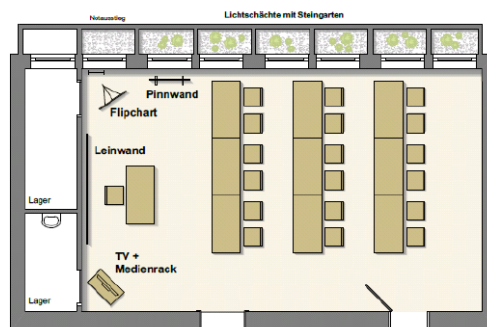 Notausstieg
Lichtschächte mit Steingarten
Pinnwand
Flipchart
Leinwand
TV +
Medienrack
Lager
Lager